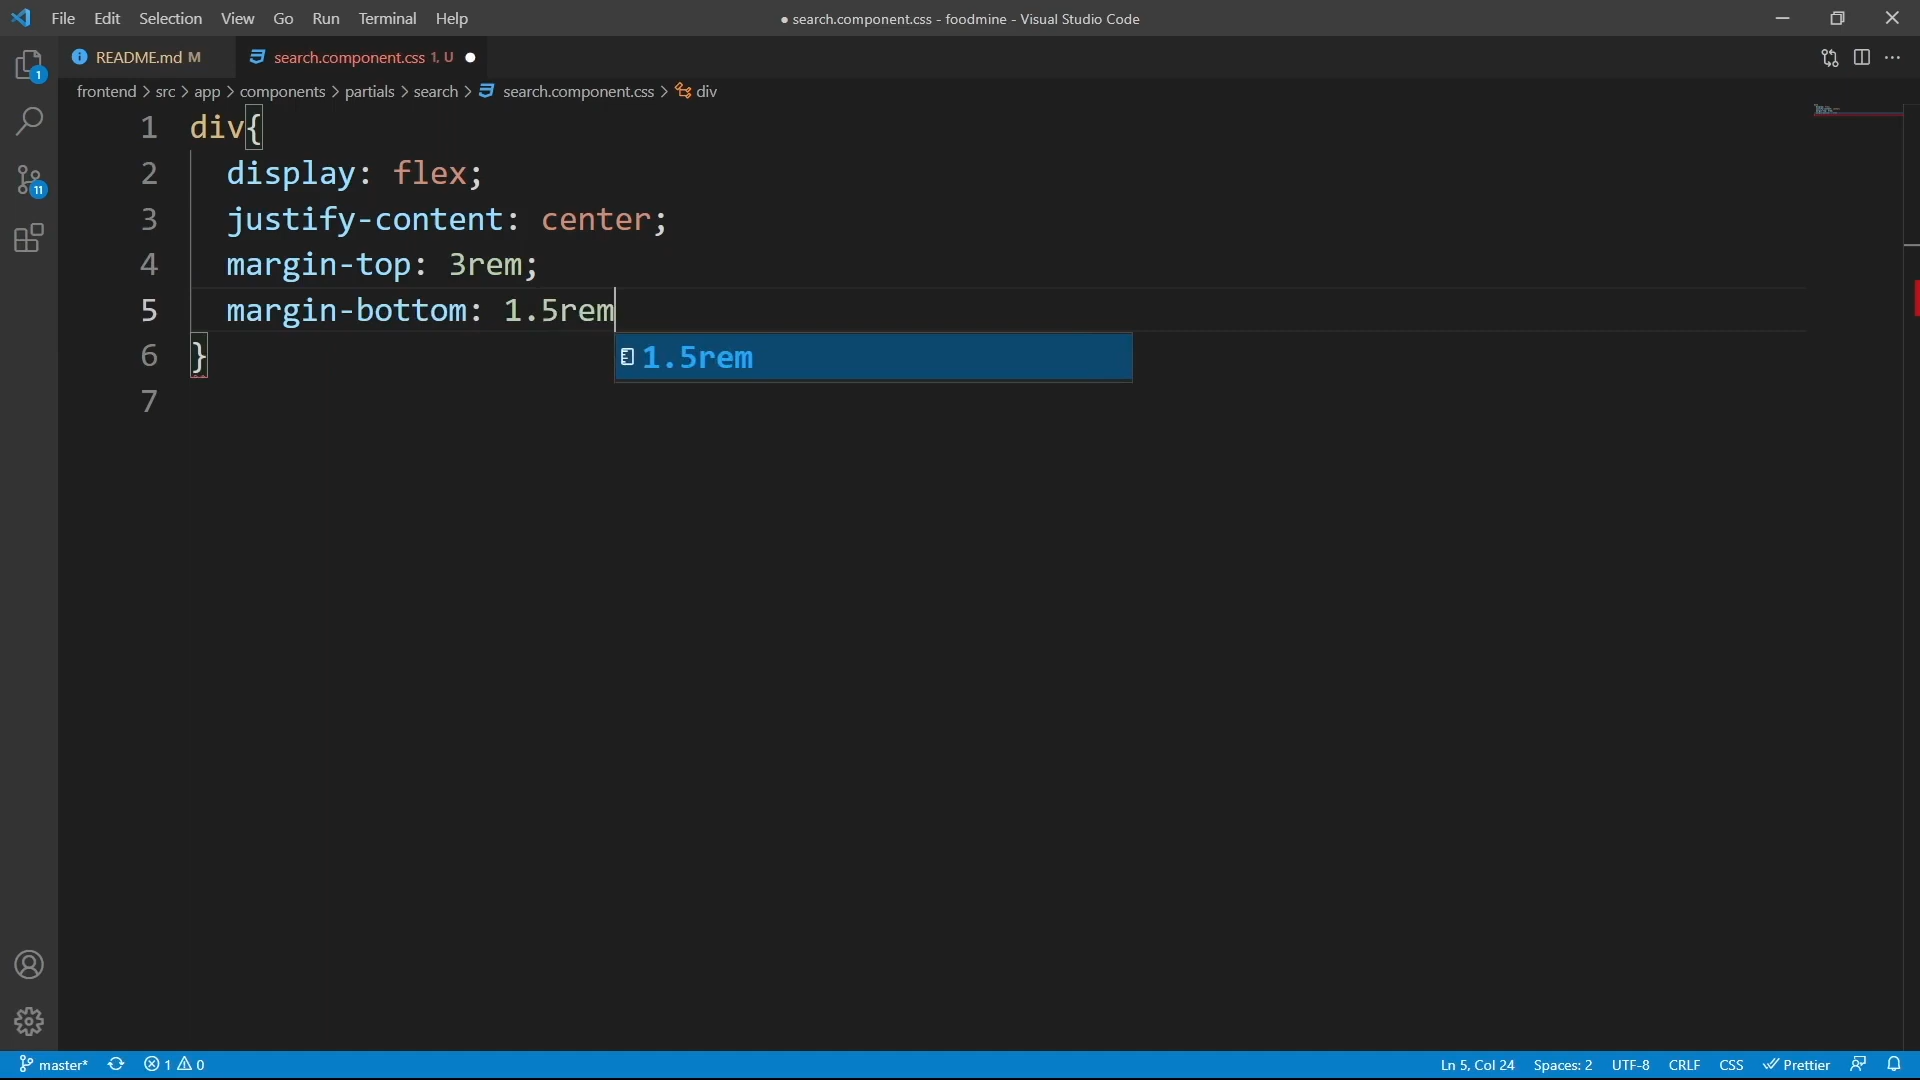 File Edit Selection View Go Run Terminal Help
● search.component.css - foodmine - Visual Studio Code
README.md M
search.component.css 1, U ●
frontend > src > app > components > partials > search > search.component.css > div
1 div{
2 display: flex;
3 justify-content: center;
4 margin-top: 3rem;
5 margin-bottom: 1.5rem
1.5rem
6 }
7
1
11
master* 1 0 Ln 5, Col 24 Spaces: 2 UTF-8 CRLF CSS Prettier